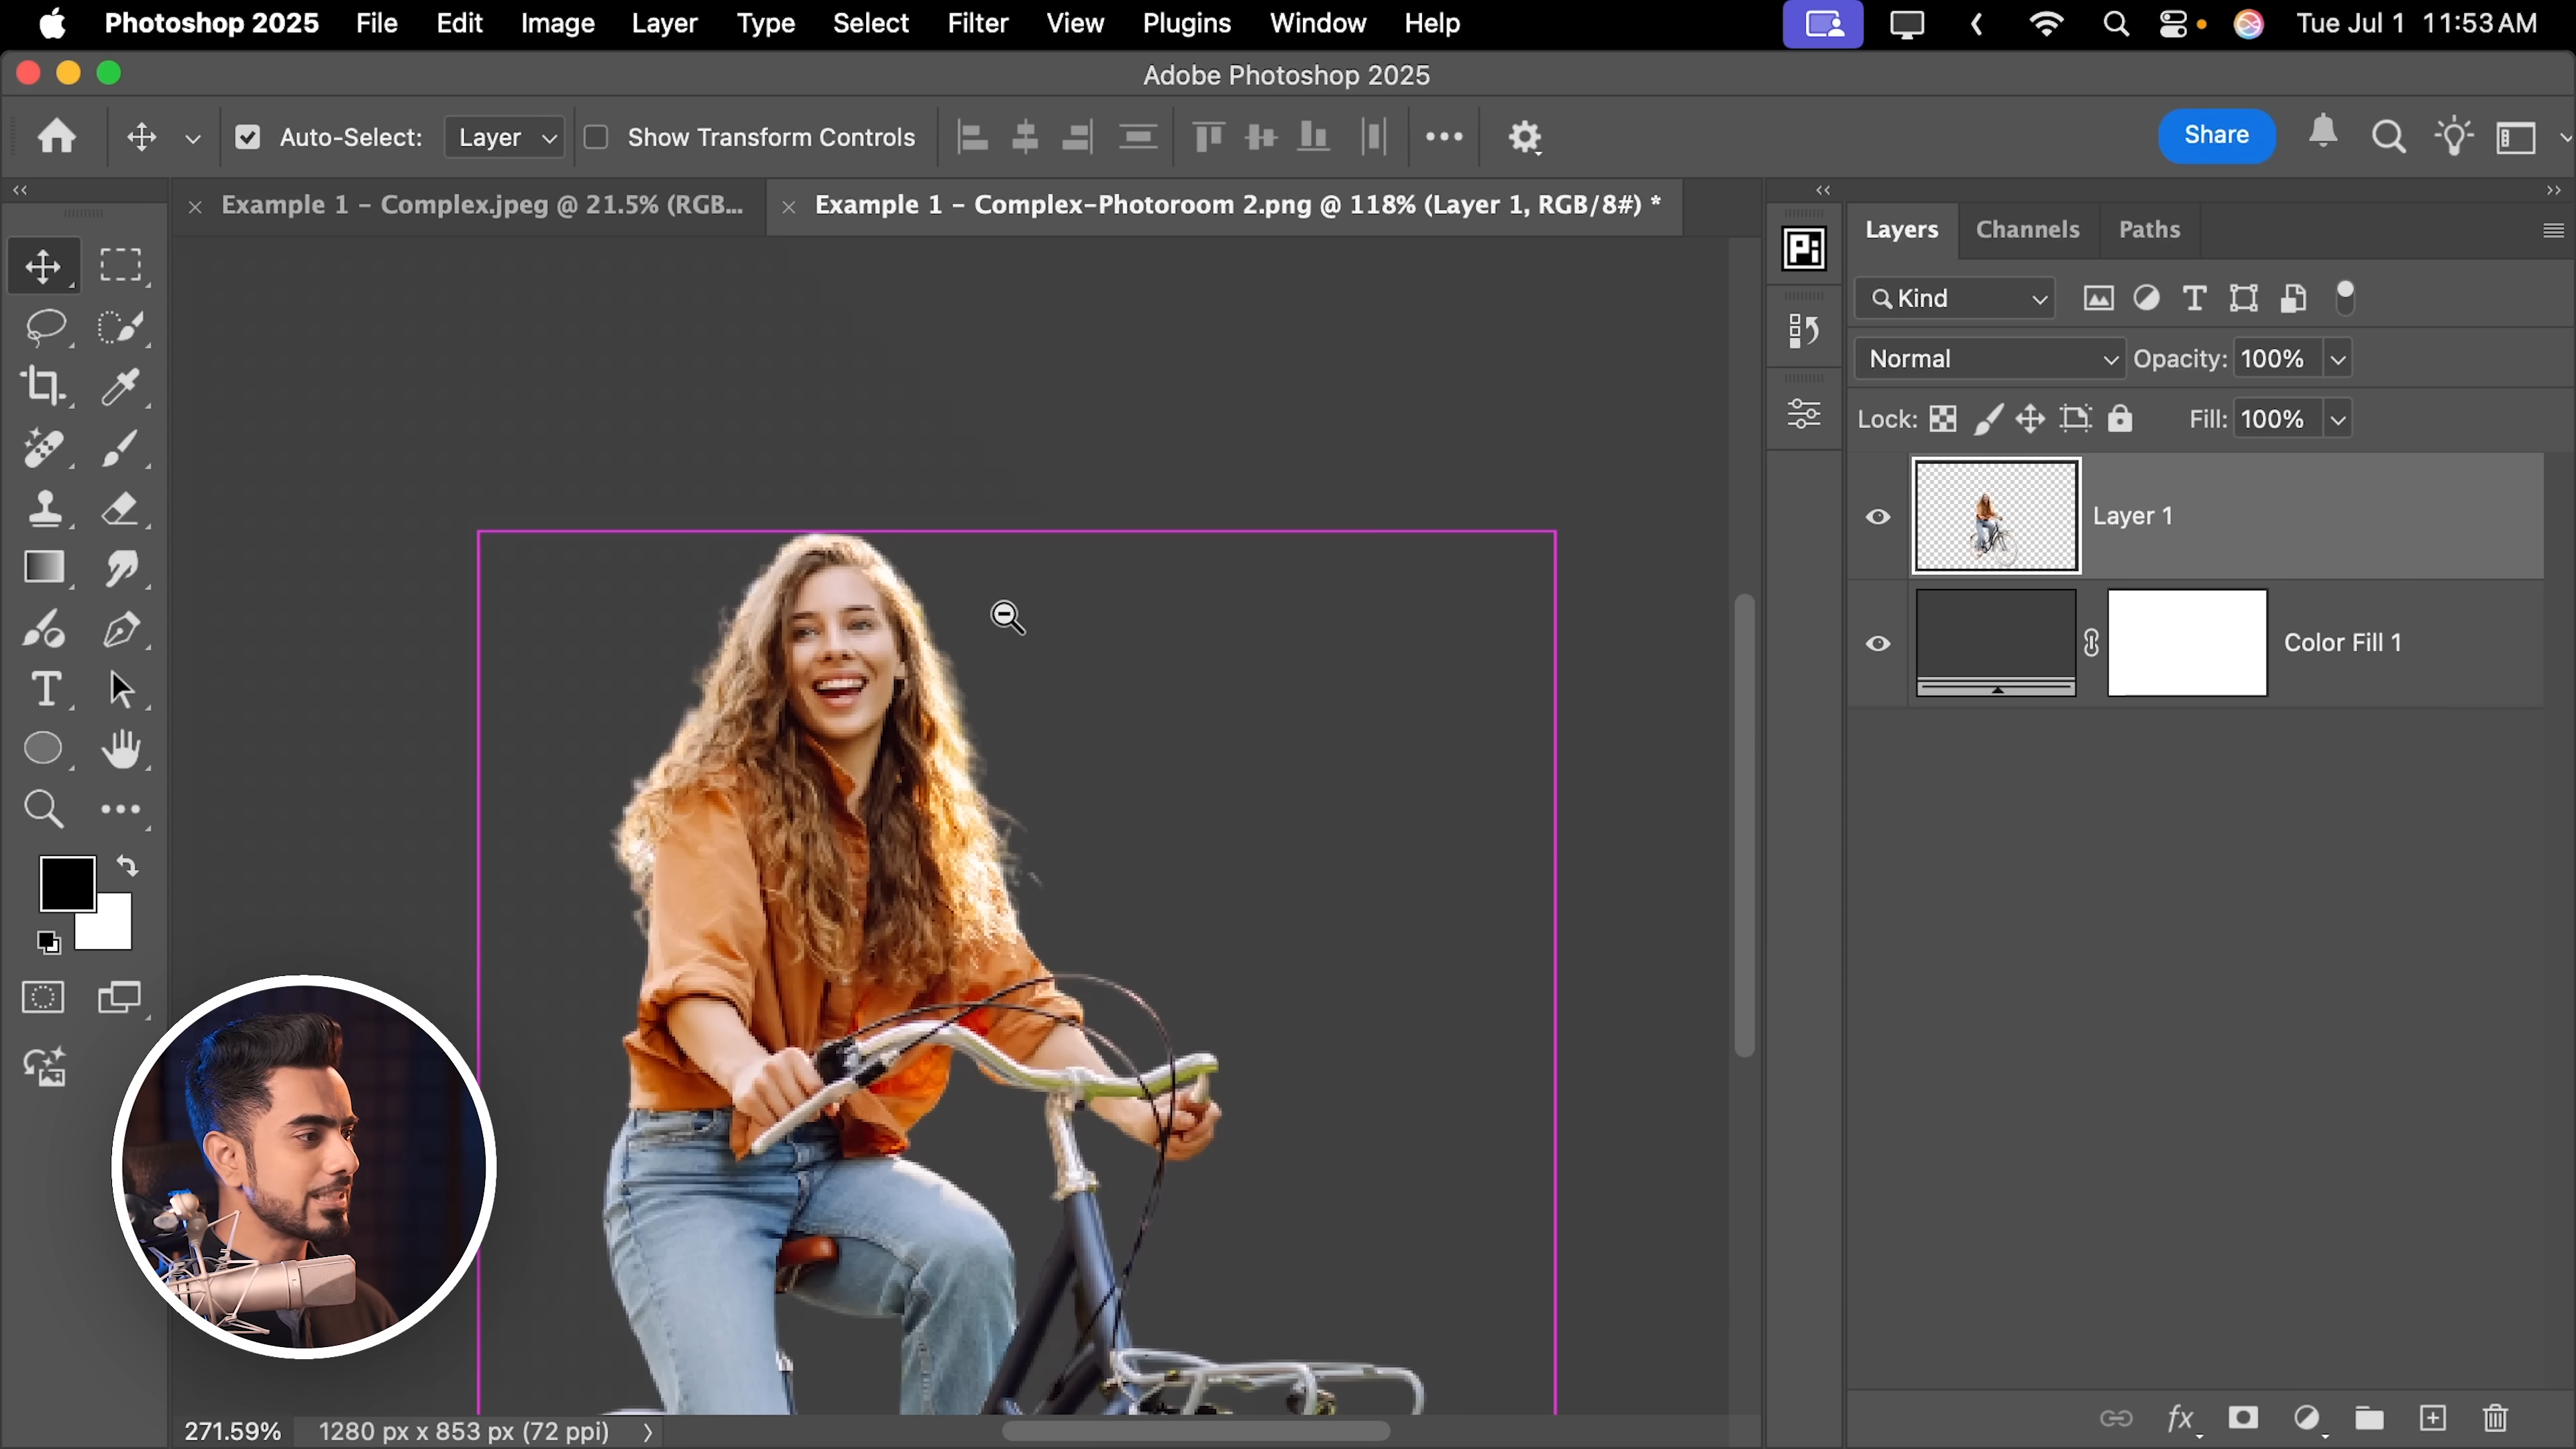 Photoshop 2025 File Edit Image Layer Type Select Filter View Plugins Window Help Tue Jul 1 11:53 AM
Adobe Photoshop 2025
Auto-Select: Layer Show Transform Controls Share
Example 1 – Complex.jpeg @ 21.5% (RGB... Example 1 – Complex-Photoroom 2.png @ 118% (Layer 1, RGB/8#) *
Layers Channels Paths
Pi
Kind
Normal Opacity: 100%
Lock: Fill: 100%
Layer 1
Color Fill 1
271.59% 1280 px x 853 px (72 ppi)
fx